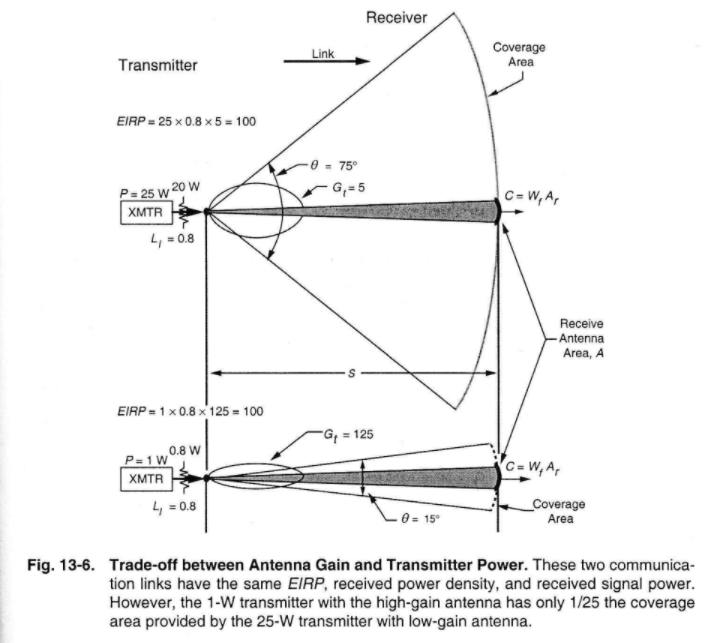 Receiver
Link
Coverage
Area
Transmitter
EIRP = 25 × 0.8 × 5 = 100
θ = 75°
G_t = 5
P = 25 W
20 W
XMTR
L_l = 0.8
C = W_f A_r
Receive
Antenna
Area, A
S
EIRP = 1 × 0.8 × 125 = 100
G_t = 125
P = 1 W
0.8 W
XMTR
L_l = 0.8
C = W_f A_r
θ = 15°
Coverage
Area
Fig. 13-6. Trade-off between Antenna Gain and Transmitter Power. These two communica-
tion links have the same EIRP, received power density, and received signal power.
However, the 1-W transmitter with the high-gain antenna has only 1/25 the coverage
area provided by the 25-W transmitter with low-gain antenna.